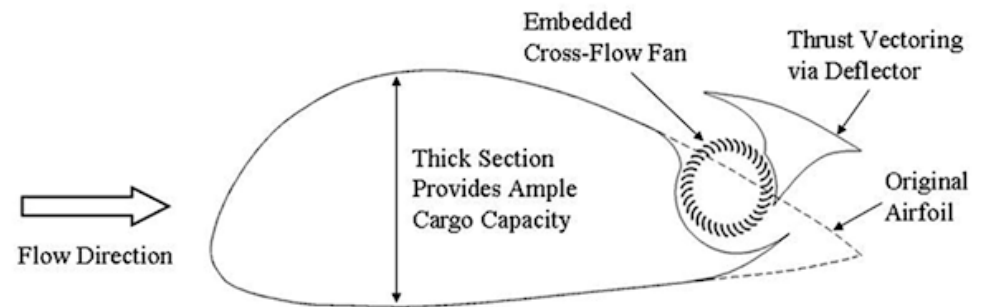 Embedded
Cross-Flow Fan
Thrust Vectoring
via Deflector
Thick Section
Provides Ample
Cargo Capacity
Original
Airfoil
Flow Direction